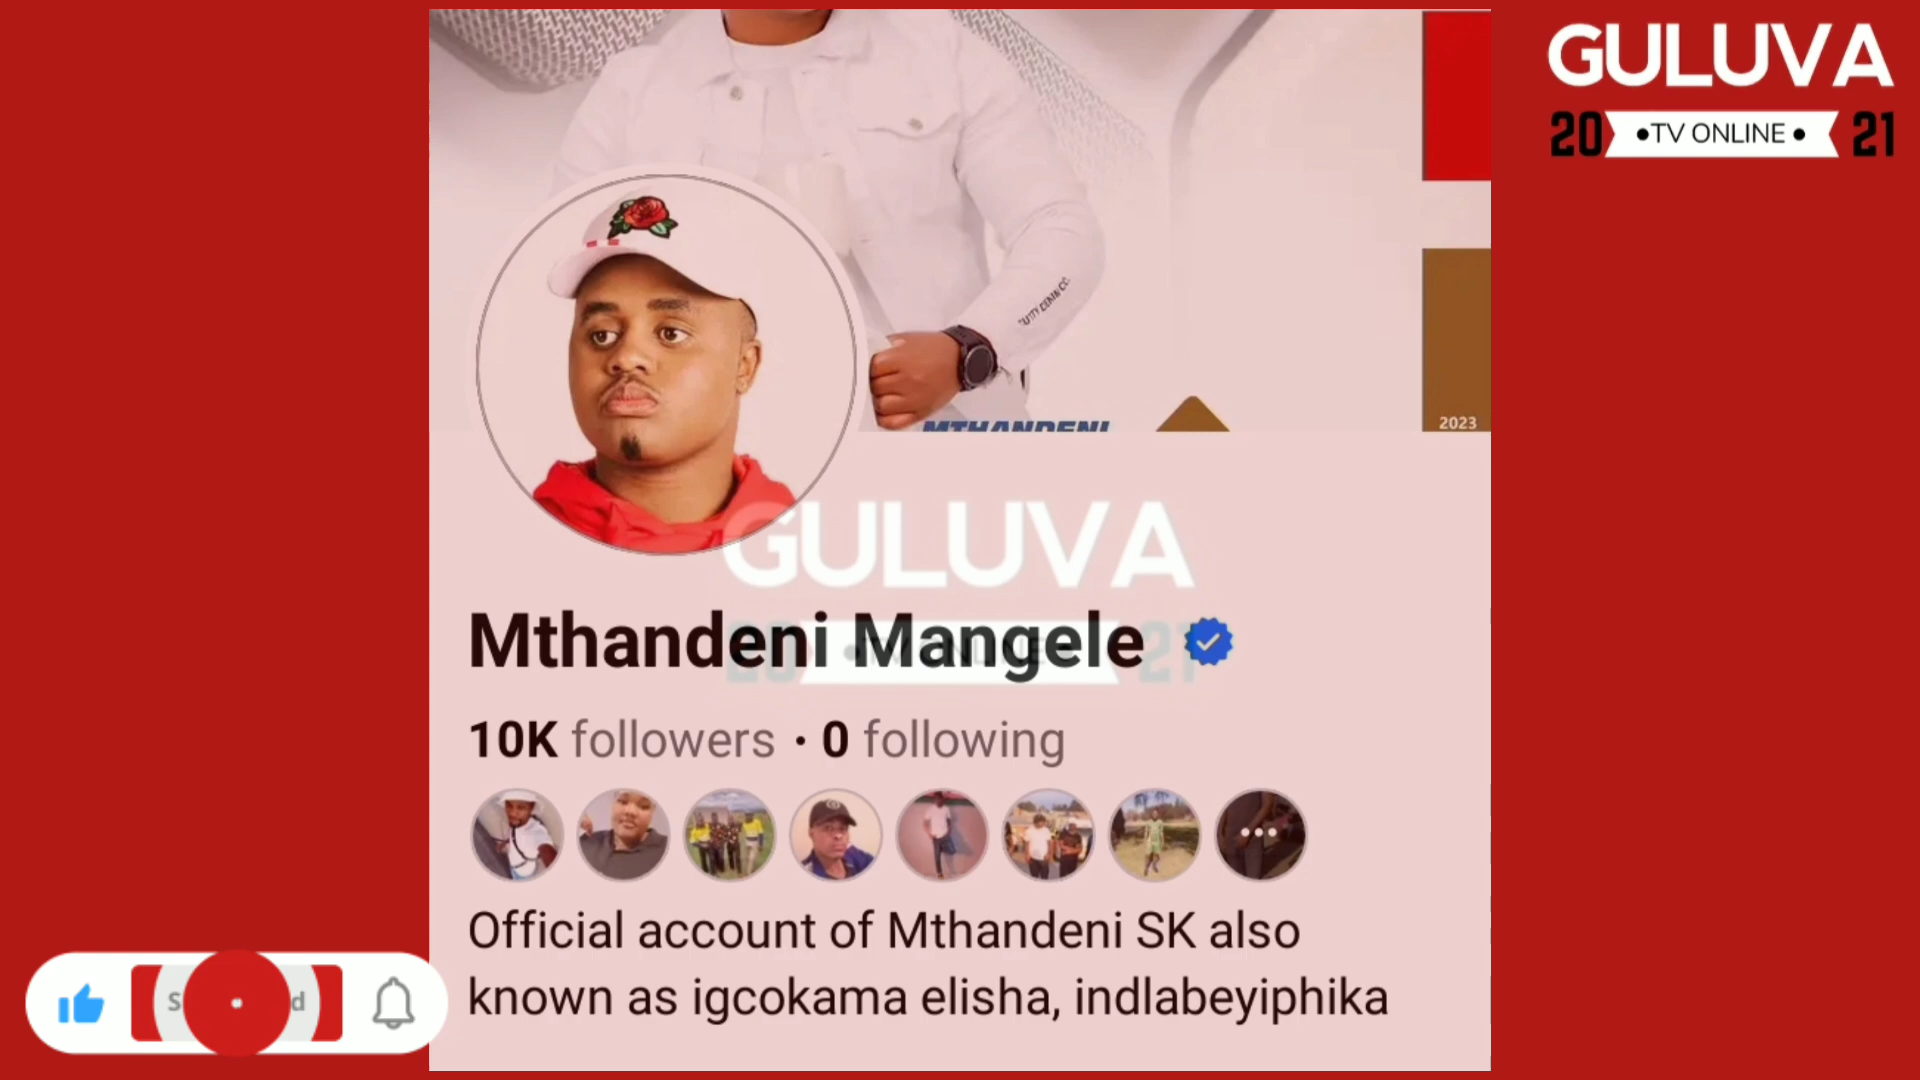 GULUVA
20 •TV ONLINE• 21
MTHANDENI
2023
GULUVA
Mthandeni Mangele
10K followers · 0 following
Official account of Mthandeni SK also
known as igcokama elisha, indlabeyiphika